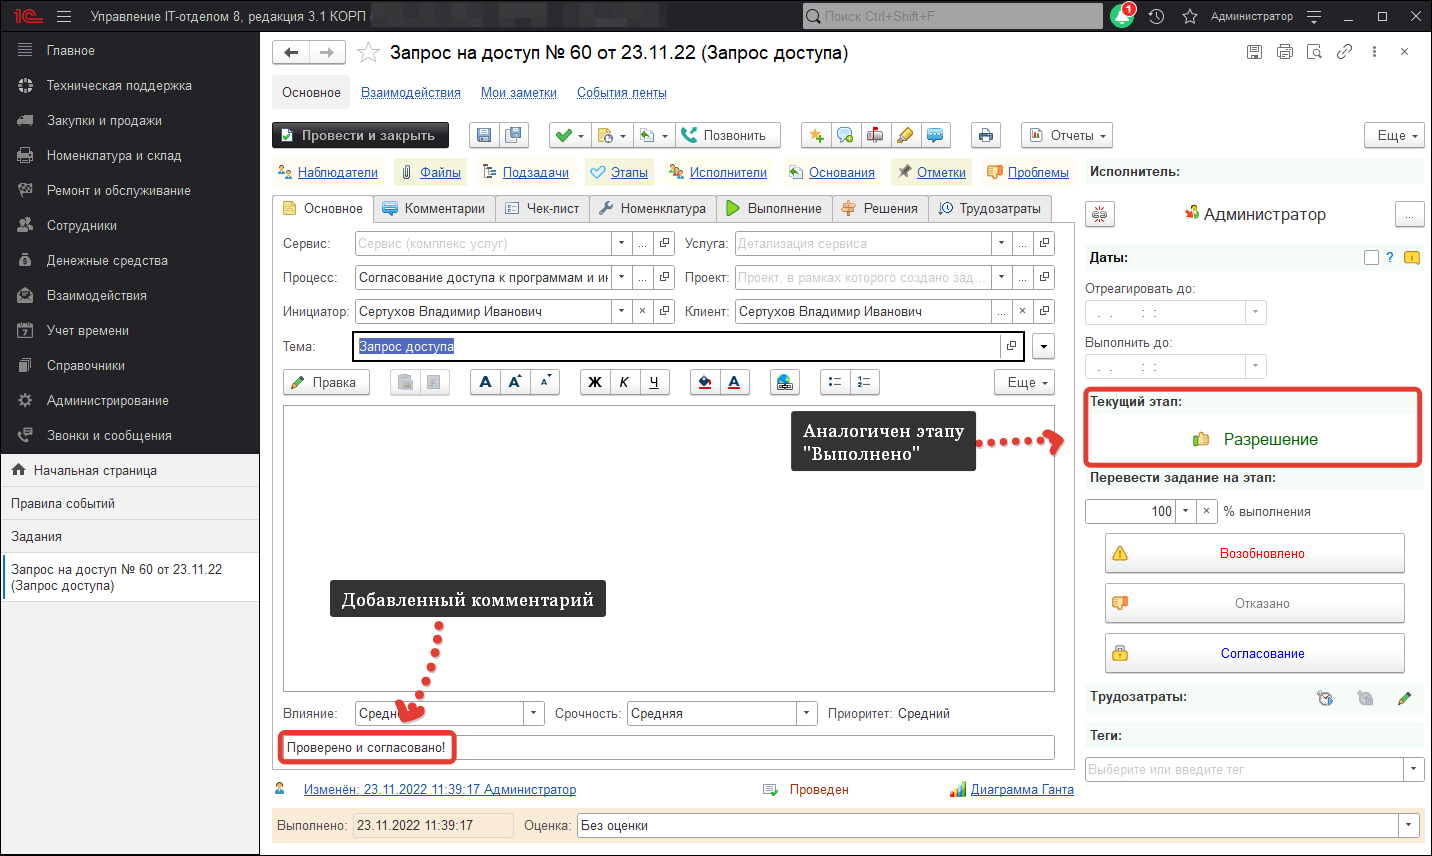 1С Управление IT-отделом 8, редакция 3.1 КОРП
Поиск Ctrl+Shift+F
1
Администратор
Главное
Техническая поддержка
Закупки и продажи
Номенклатура и склад
Ремонт и обслуживание
Сотрудники
Денежные средства
Взаимодействия
Учет времени
Справочники
Администрирование
Звонки и сообщения
Начальная страница
Правила событий
Задания
Запрос на доступ № 60 от 23.11.22
(Запрос доступа)
Запрос на доступ № 60 от 23.11.22 (Запрос доступа)
Основное Взаимодействия Мои заметки События ленты
Провести и закрыть Позвонить Отчеты Еще
Наблюдатели Файлы Подзадачи Этапы Исполнители Основания Отметки Проблемы
Основное Комментарии Чек-лист Номенклатура Выполнение Решения Трудозатраты
Сервис: Сервис (комплекс услуг) ... Услуга: Детализация сервиса ...
Процесс: Согласование доступа к программам и ин ... Проект: Проект, в рамках которого создано зад... ...
Инициатор: Сертухов Владимир Иванович × Клиент: Сертухов Владимир Иванович ... ×
Тема: Запрос доступа
Правка A A A Ж К Ч A Еще
Аналогичен этапу
"Выполнено"
Добавленный комментарий
Влияние: Средн Срочность: Средняя Приоритет: Средний
Проверено и согласовано!
Изменён: 23.11.2022 11:39:17 Администратор Проведен Диаграмма Ганта
Выполнено: 23.11.2022 11:39:17 Оценка: Без оценки
Исполнитель:
Администратор ...
Даты: ?
Отреагировать до:
. . : :
Выполнить до:
. . : :
Текущий этап:
Разрешение
Перевести задание на этап:
100 × % выполнения
Возобновлено
Отказано
Согласование
Трудозатраты:
Теги:
Выберите или введите тег